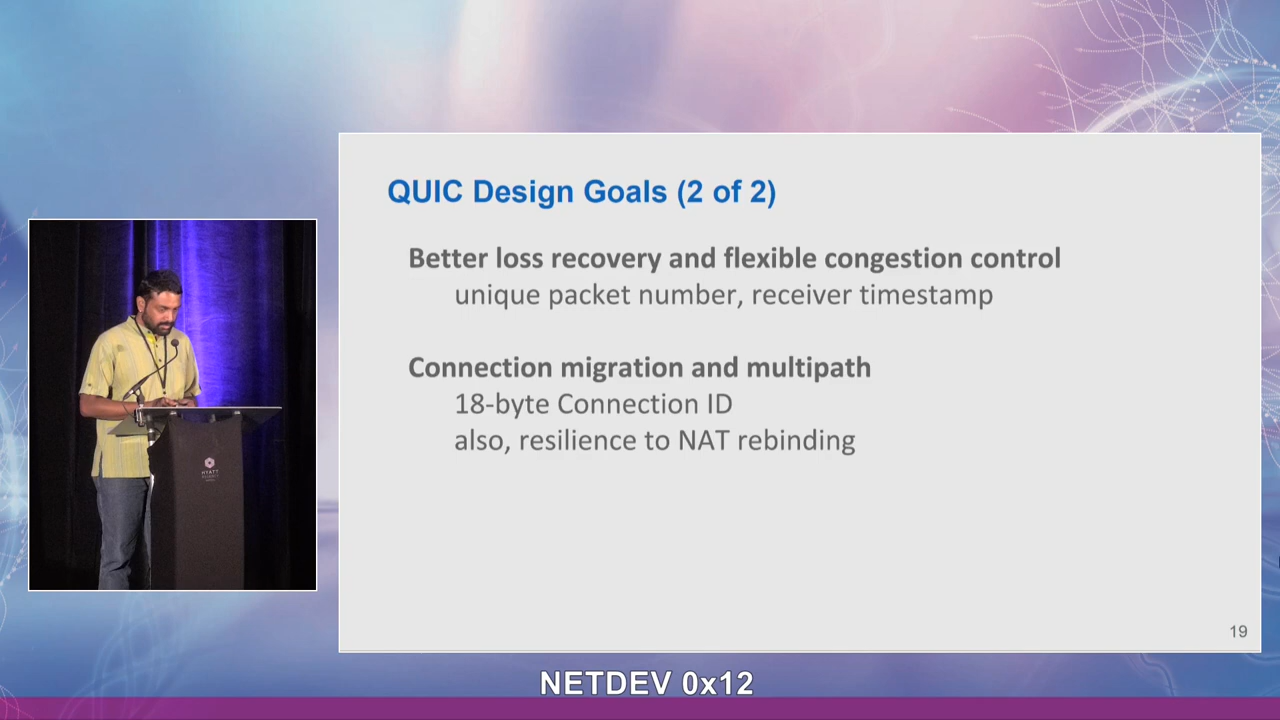 QUIC Design Goals (2 of 2)
Better loss recovery and flexible congestion control
unique packet number, receiver timestamp
Connection migration and multipath
18-byte Connection ID
also, resilience to NAT rebinding
19
HYATT
NETDEV 0x12